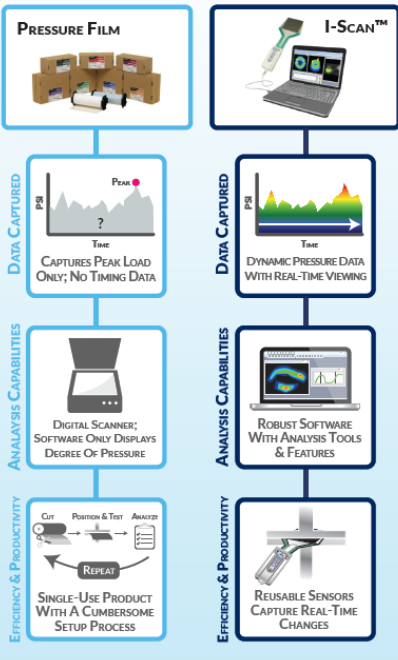 PRESSURE FILM
DATA CAPTURED
PSI
PEAK
?
TIME
CAPTURES PEAK LOAD
ONLY; NO TIMING DATA
ANALAYSIS CAPABILITIES
DIGITAL SCANNER;
SOFTWARE ONLY DISPLAYS
DEGREE OF PRESSURE
EFFICIENCY & PRODUCTIVITY
CUT
POSITION & TEST
ANALYZE
REPEAT
SINGLE-USE PRODUCT
WITH A CUMBERSOME
SETUP PROCESS
I-SCAN™
DATA CAPTURED
PSI
TIME
DYNAMIC PRESSURE DATA
WITH REAL-TIME VIEWING
ANALYSIS CAPABILITIES
ROBUST SOFTWARE
WITH ANALYSIS TOOLS
& FEATURES
EFFICIENCY & PRODUCTIVITY
REUSABLE SENSORS
CAPTURE REAL-TIME
CHANGES